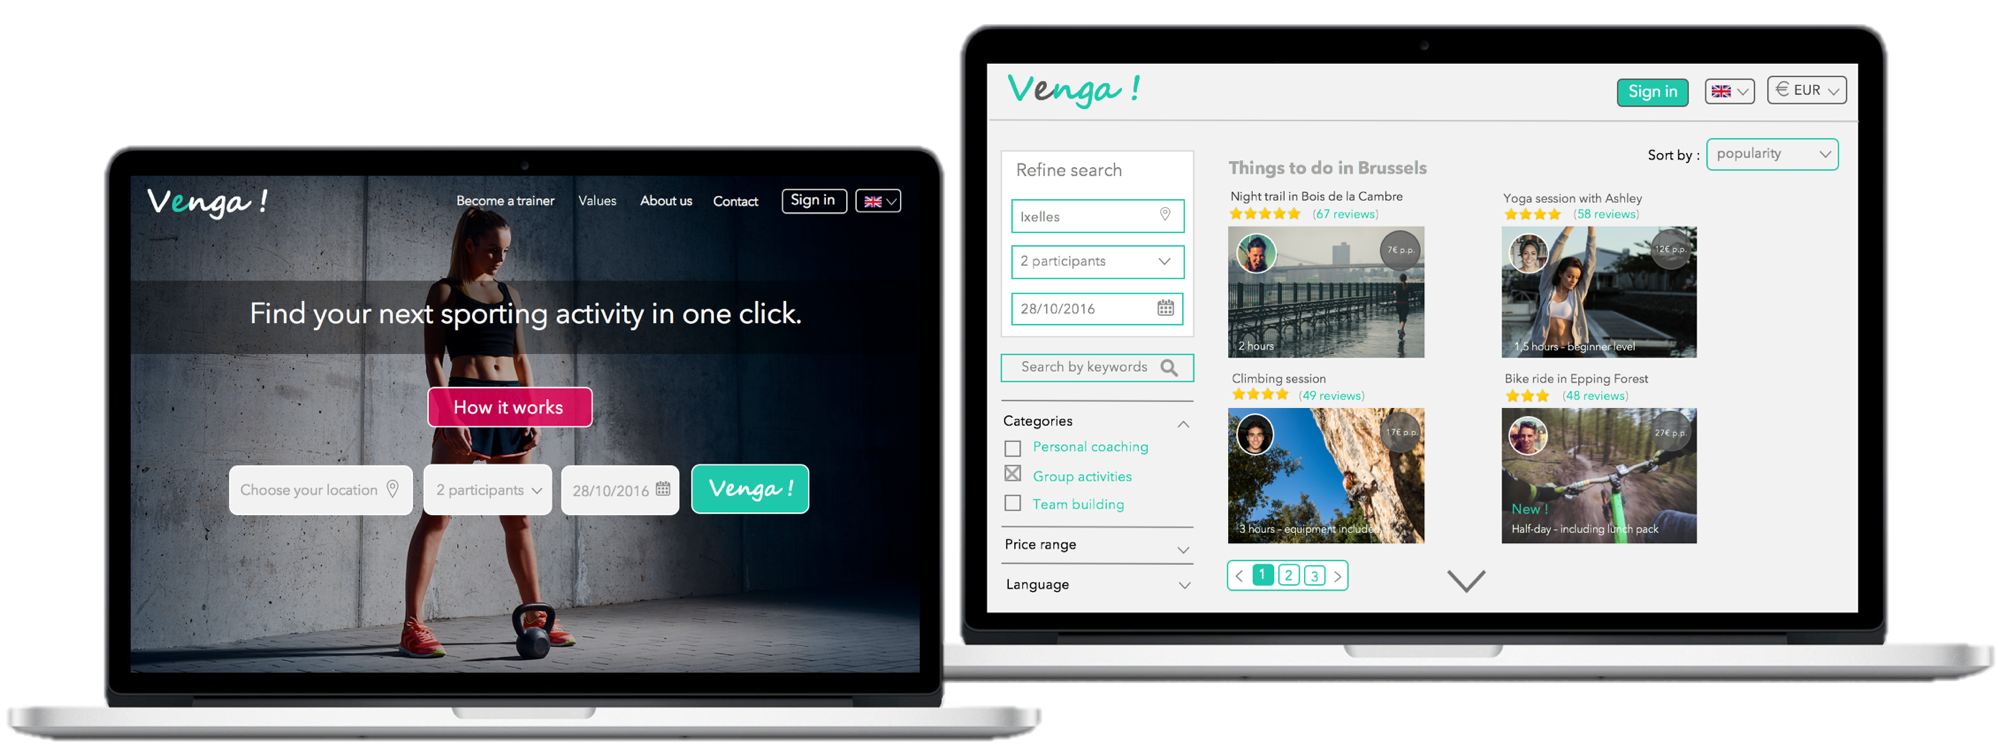 Venga !
Become a trainer
Values
About us
Contact
Sign in
Find your next sporting activity in one click.
How it works
Choose your location
2 participants
28/10/2016
Venga !
Venga !
Sign in
€ EUR
Refine search
Ixelles
2 participants
28/10/2016
Search by keywords
Categories
Personal coaching
Group activities
Team building
Price range
Language
Things to do in Brussels
Sort by :
popularity
Night trail in Bois de la Cambre
(67 reviews)
7€ p.p.
2 hours
Yoga session with Ashley
(58 reviews)
12€ p.p.
1,5 hours - beginner level
Climbing session
(49 reviews)
17€ p.p.
3 hours - equipment included
Bike ride in Epping Forest
(48 reviews)
27€ p.p.
New !
Half-day - including lunch pack
1 2 3